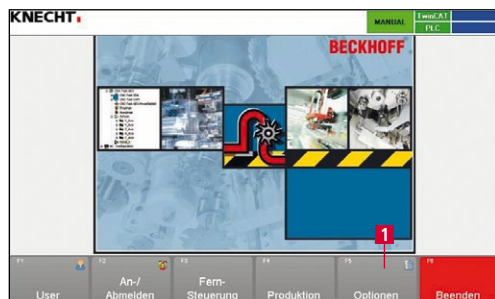 KNECHT
MANUAL
TwinCAT
PLC
BECKHOFF
1
F1
User
F2
An-/
Abmelden
F3
Fern-
Steuerung
F4
Produktion
F5
Optionen
F8
Beenden